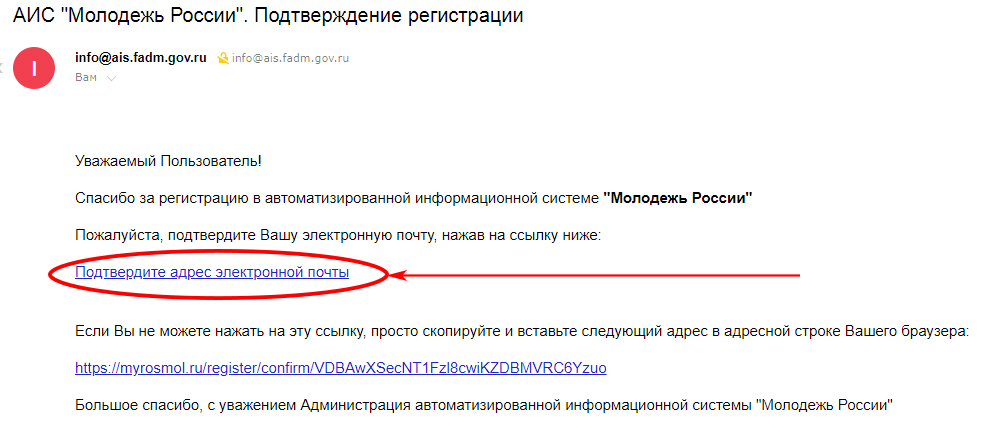 АИС "Молодежь России". Подтверждение регистрации
I
info@ais.fadm.gov.ru info@ais.fadm.gov.ru
Вам
Уважаемый Пользователь!
Спасибо за регистрацию в автоматизированной информационной системе "Молодежь России"
Пожалуйста, подтвердите Вашу электронную почту, нажав на ссылку ниже:
Подтвердите адрес электронной почты
Если Вы не можете нажать на эту ссылку, просто скопируйте и вставьте следующий адрес в адресной строке Вашего браузера:
https://myrosmol.ru/register/confirm/VDBAwXSecNT1FzI8cwiKZDBMVRC6Yzuo
Большое спасибо, с уважением Администрация автоматизированной информационной системы "Молодежь России"